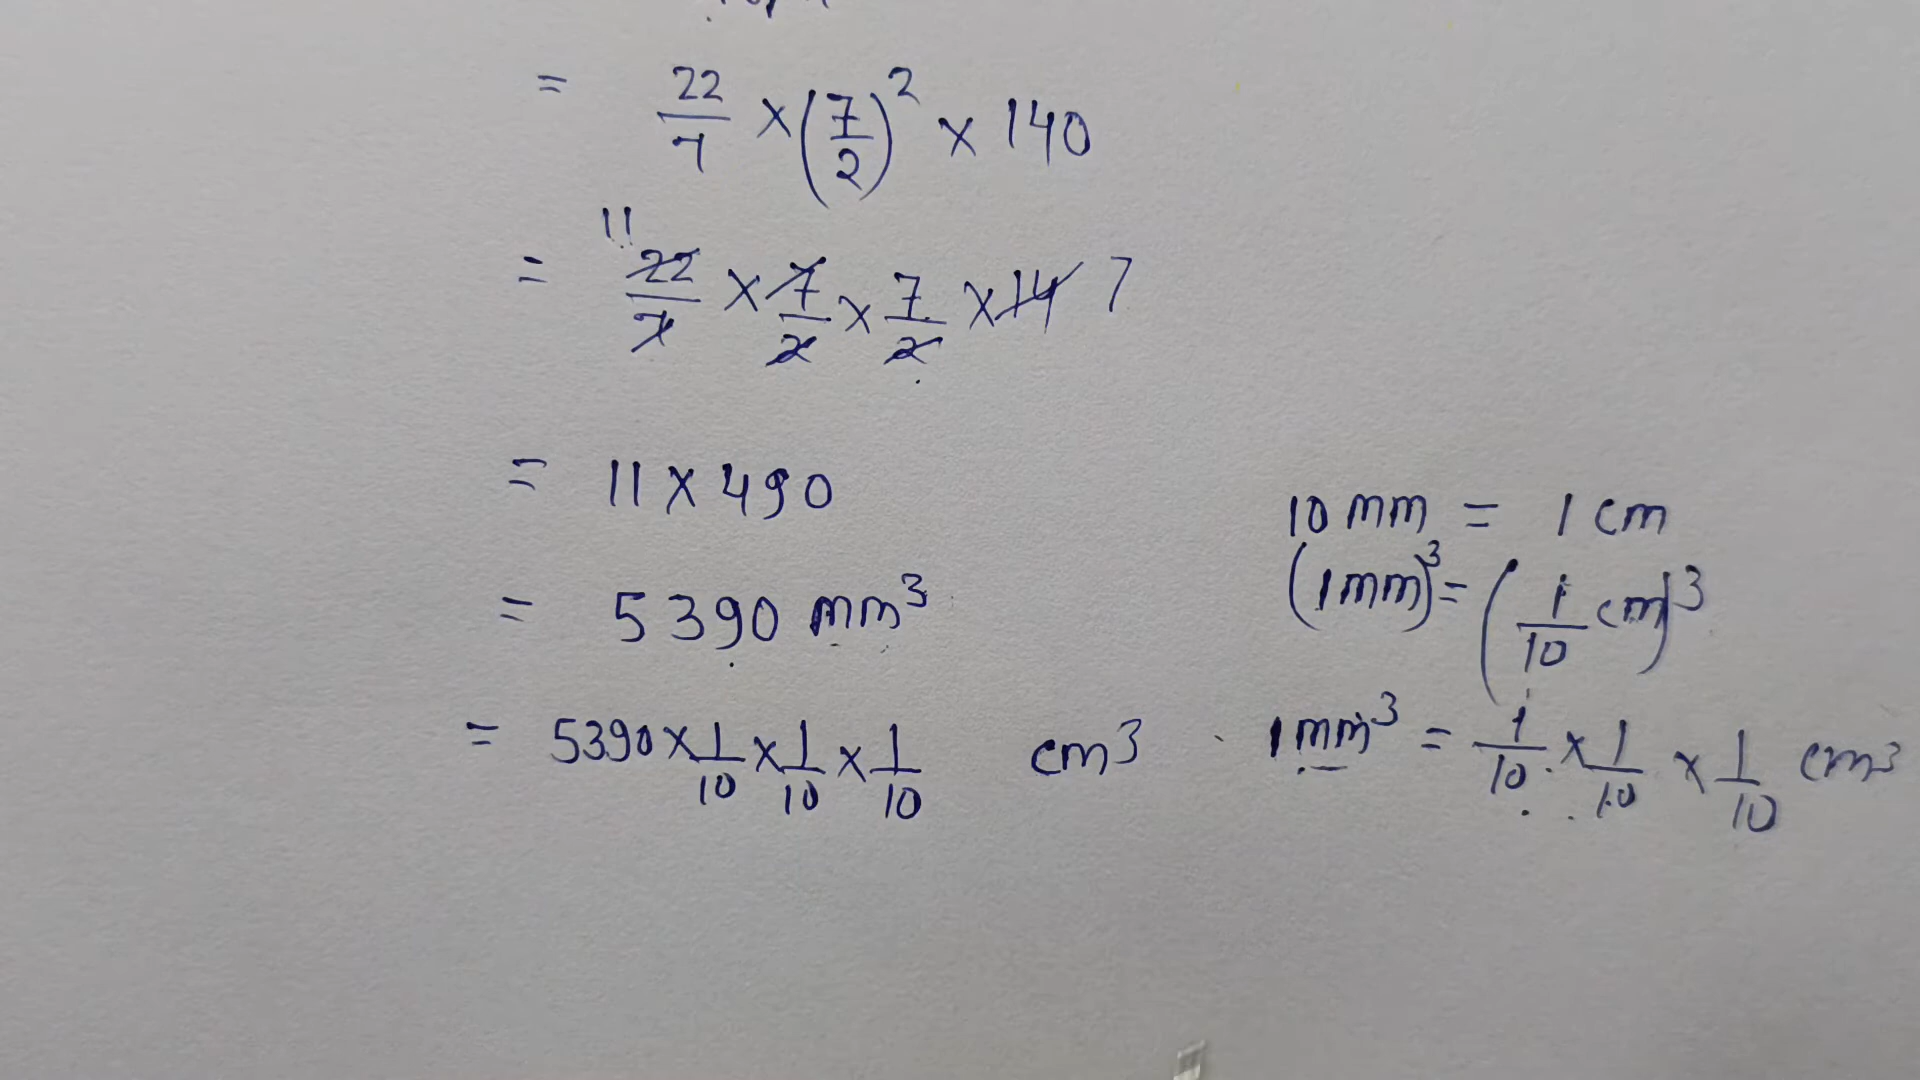 = 22/7 × (7/2)² × 140
11
= 22/7 × 7/2 × 7/2 × 14 7
= 11 × 490
= 5390 mm³
= 5390 × 1/10 × 1/10 × 1/10 cm³
10 mm = 1 cm
(1mm)³ = (1/10 cm)³
1mm³ = 1/10 × 1/10 × 1/10 cm³